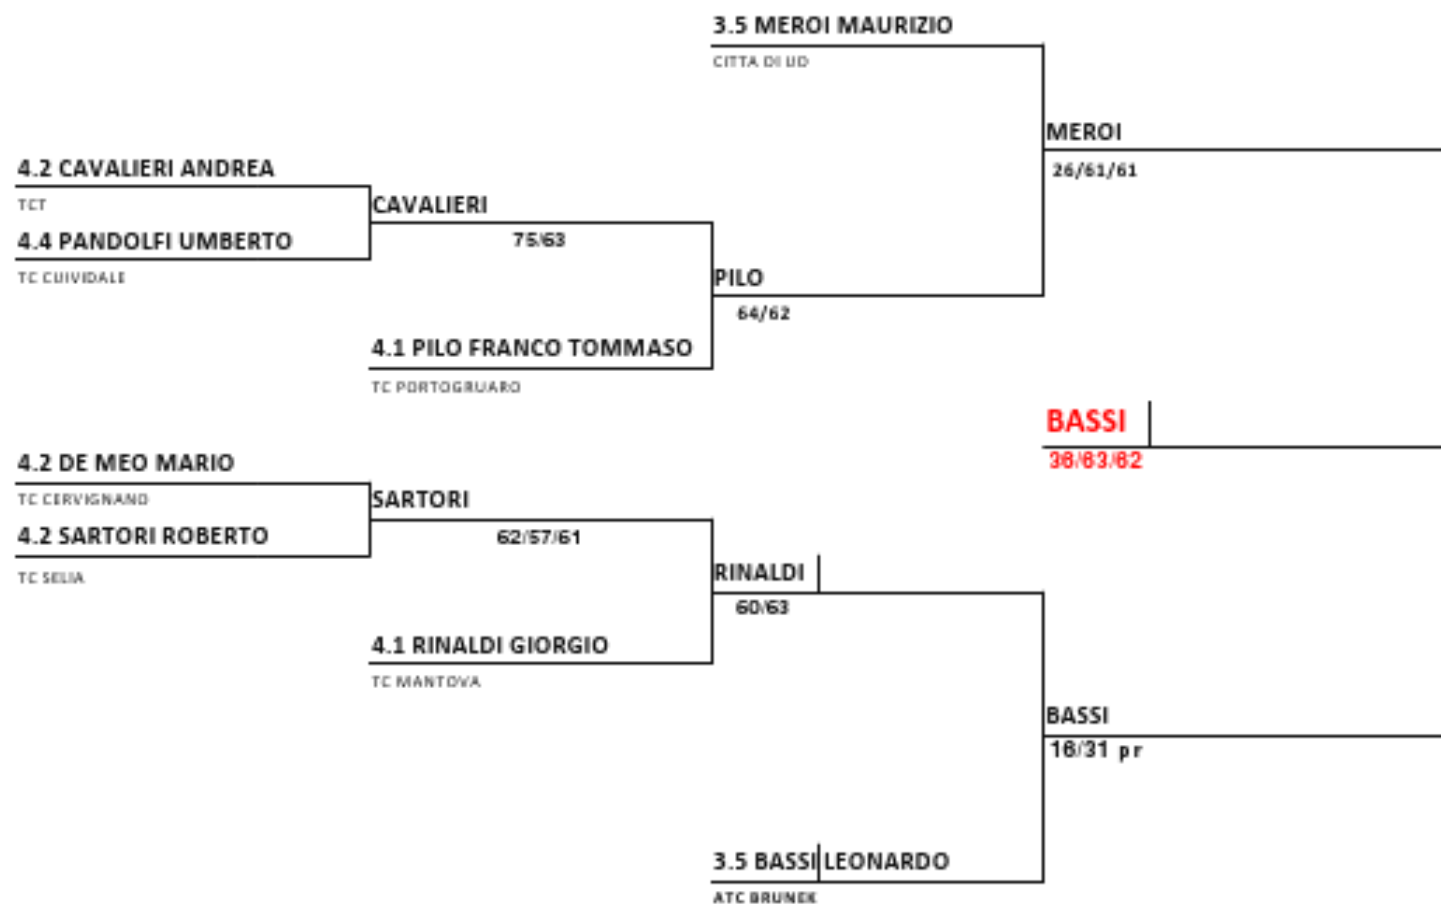 3.5 MEROI MAURIZIO
CITTA DI UD
MEROI
26/61/61
4.2 CAVALIERI ANDREA
TCT
CAVALIERI
75/63
4.4 PANDOLFI UMBERTO
TC CUIVIDALE
PILO
64/62
4.1 PILO FRANCO TOMMASO
TC PORTOGRUARO
BASSI
36/63/62
4.2 DE MEO MARIO
TC CERVIGNANO
SARTORI
62/57/61
4.2 SARTORI ROBERTO
TC SELIA
RINALDI
60/63
4.1 RINALDI GIORGIO
TC MANTOVA
BASSI
16/31 pr
3.5 BASSI LEONARDO
ATC BRUNEK